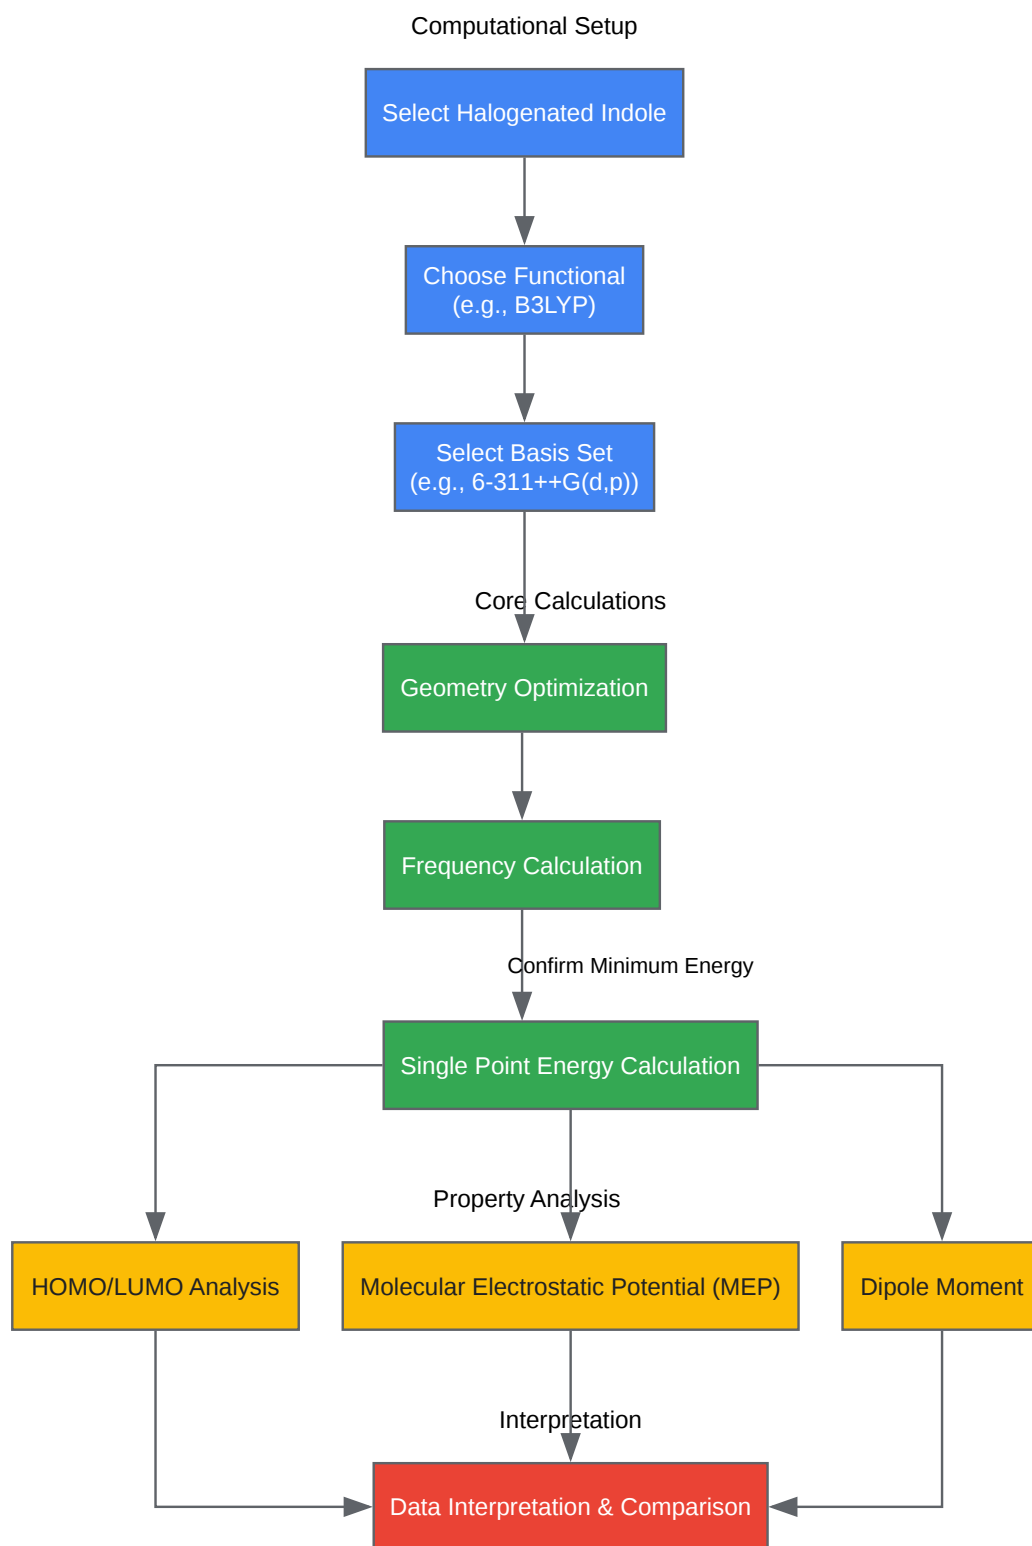 Computational Setup
Select Halogenated Indole
Choose Functional
(e.g., B3LYP)
Select Basis Set
(e.g., 6-311++G(d,p))
Core Calculations
Geometry Optimization
Frequency Calculation
Confirm Minimum Energy
Single Point Energy Calculation
Property Analysis
HOMO/LUMO Analysis
Molecular Electrostatic Potential (MEP)
Dipole Moment
Interpretation
Data Interpretation & Comparison